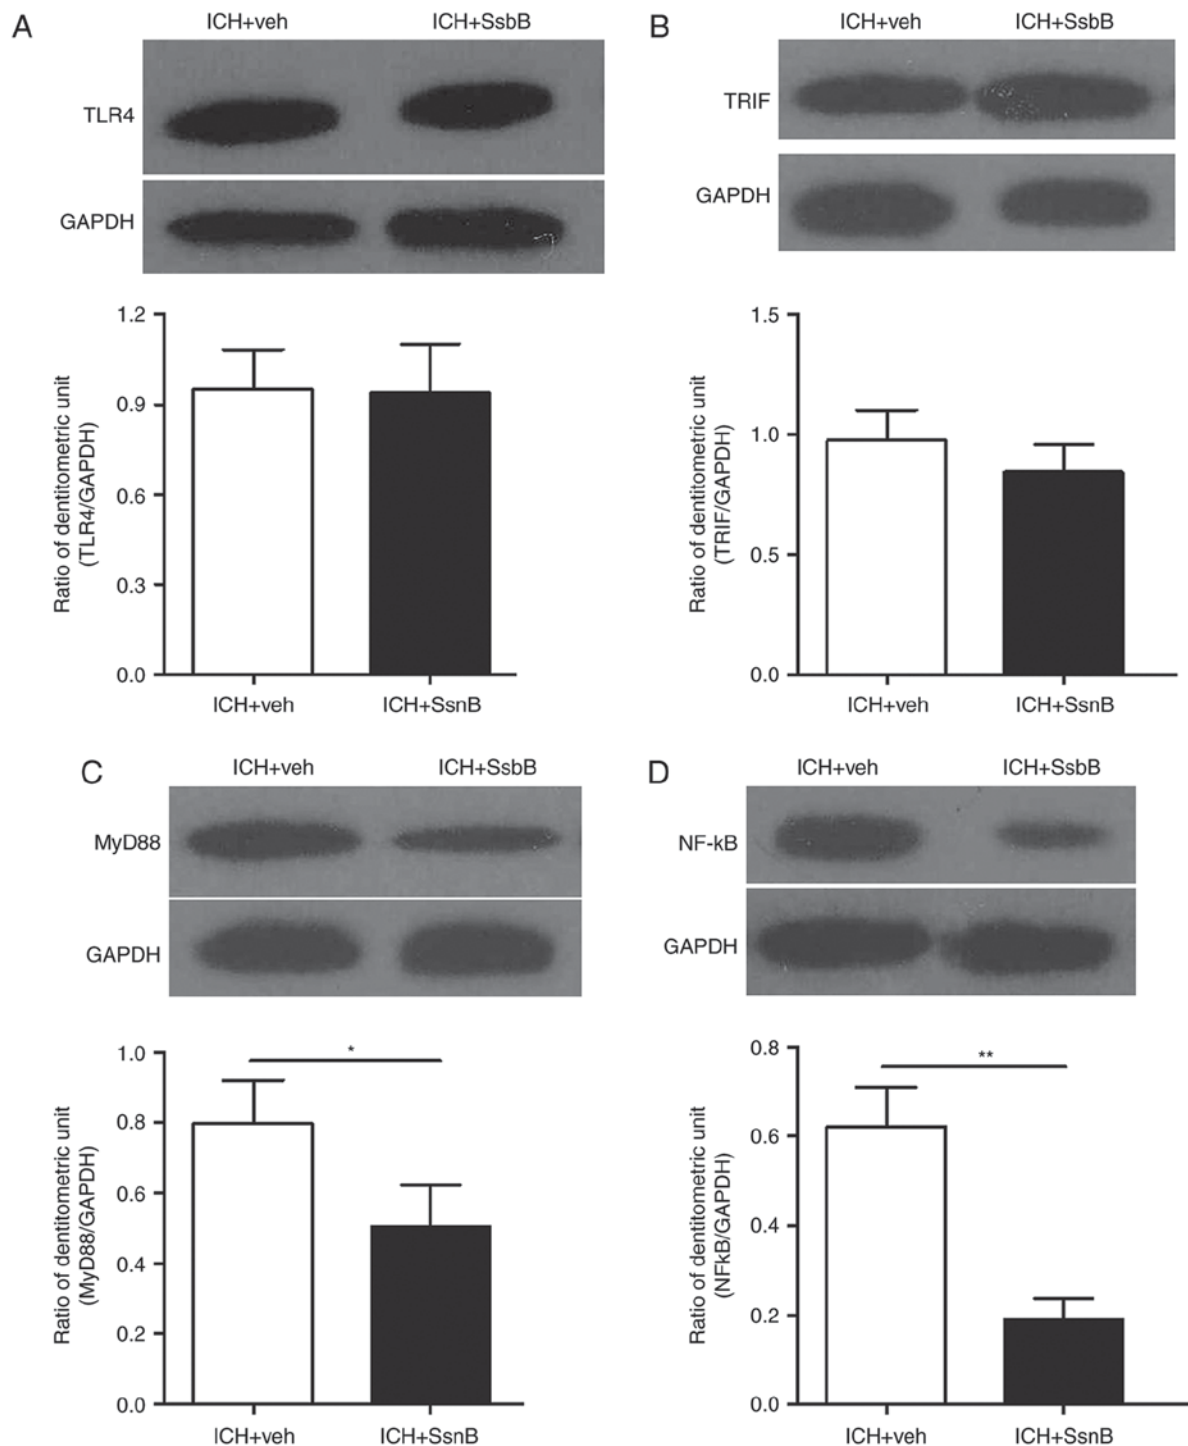 A
ICH+veh ICH+SsbB
TLR4
GAPDH
1.2
0.9
0.6
0.3
0.0
Ratio of dentitometric unit
(TLR4/GAPDH)
ICH+veh ICH+SsnB
B
ICH+veh ICH+SsbB
TRIF
GAPDH
1.5
1.0
0.5
0.0
Ratio of dentitometric unit
(TRIF/GAPDH)
ICH+veh ICH+SsnB
C
ICH+veh ICH+SsbB
MyD88
GAPDH
1.0
0.8
0.6
0.4
0.2
0.0
Ratio of dentitometric unit
(MyD88/GAPDH)
*
ICH+veh ICH+SsnB
D
ICH+veh ICH+SsbB
NF-kB
GAPDH
0.8
0.6
0.4
0.2
0.0
Ratio of dentitometric unit
(NFkB/GAPDH)
**
ICH+veh ICH+SsnB